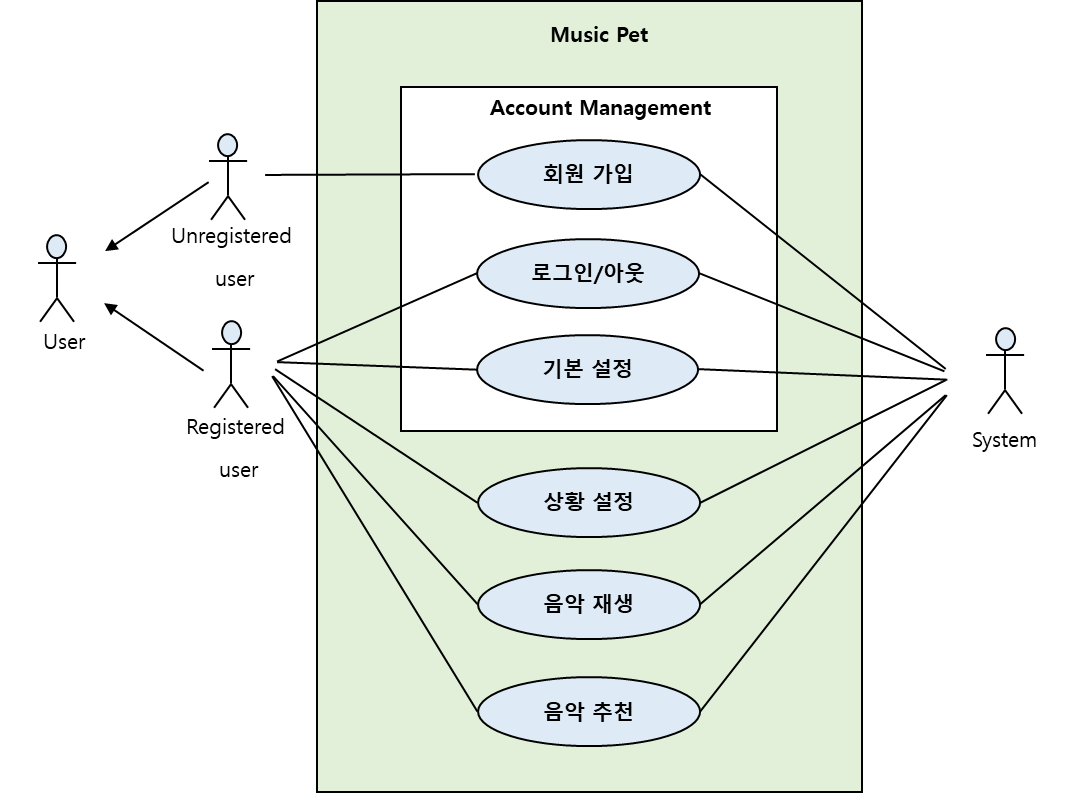 Music Pet
Account Management
회원 가입
로그인/아웃
기본 설정
상황 설정
음악 재생
음악 추천
Unregistered
user
User
Registered
user
System